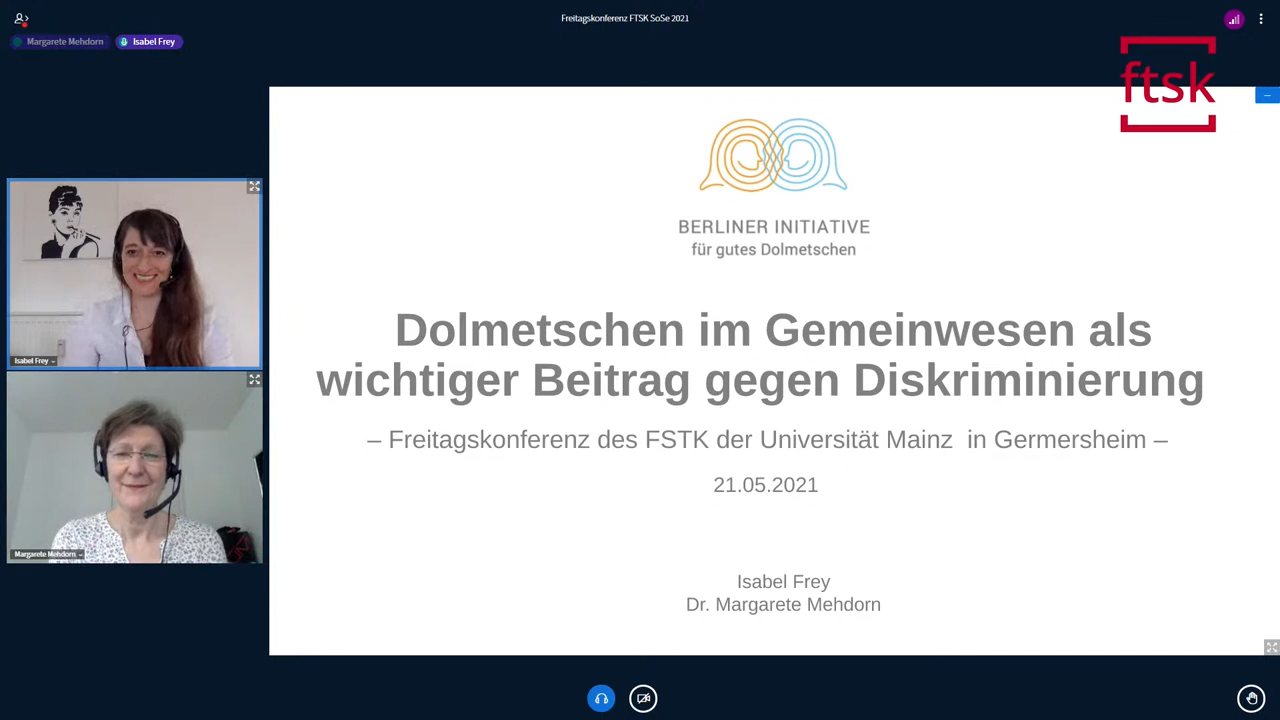 Freitagskonferenz FTSK SoSe 2021
Margarete Mehdorn
Isabel Frey
ftsk
BERLINER INITIATIVE
für gutes Dolmetschen
Dolmetschen im Gemeinwesen als
wichtiger Beitrag gegen Diskriminierung
– Freitagskonferenz des FSTK der Universität Mainz in Germersheim –
21.05.2021
Isabel Frey
Dr. Margarete Mehdorn
Isabel Frey
Margarete Mehdorn